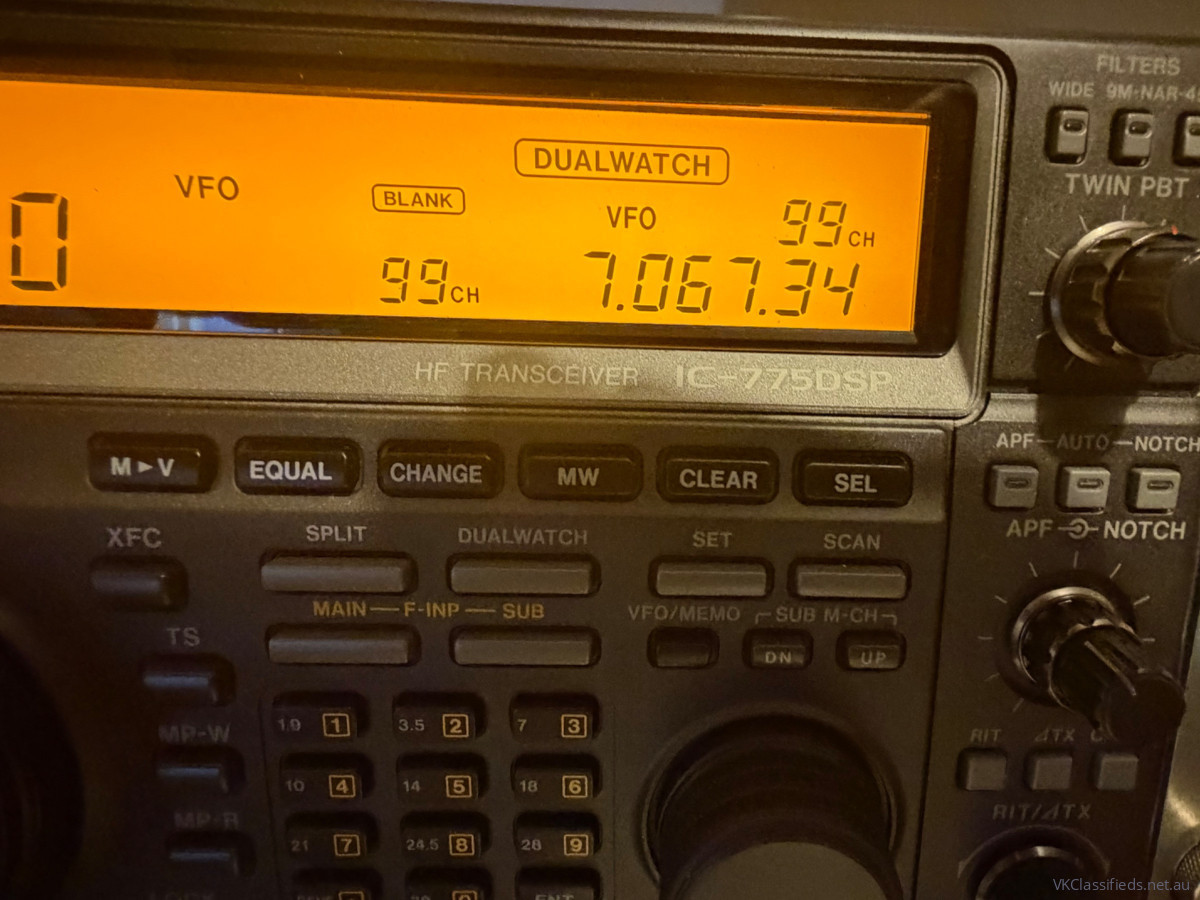 FILTERS
WIDE 9M-NAR-4
DUALWATCH
VFO
BLANK
VFO 99CH
TWIN PBT
0
99CH 7.067.34
HF TRANSCEIVER IC-775DSP
APF—AUTO—NOTCH
M►V EQUAL CHANGE MW CLEAR SEL
APF NOTCH
XFC SPLIT DUALWATCH SET SCAN
MAIN—F-INP—SUB VFO/MEMO SUB M-CH
TS
DN UP
1.9 1 3.5 2 7 3
MP-W RIT ⊿TX
10 4 14 5 18 6
MP-R RIT/⊿TX
21 7 24.5 8 28 9
ENT
VKClassifieds.net.au